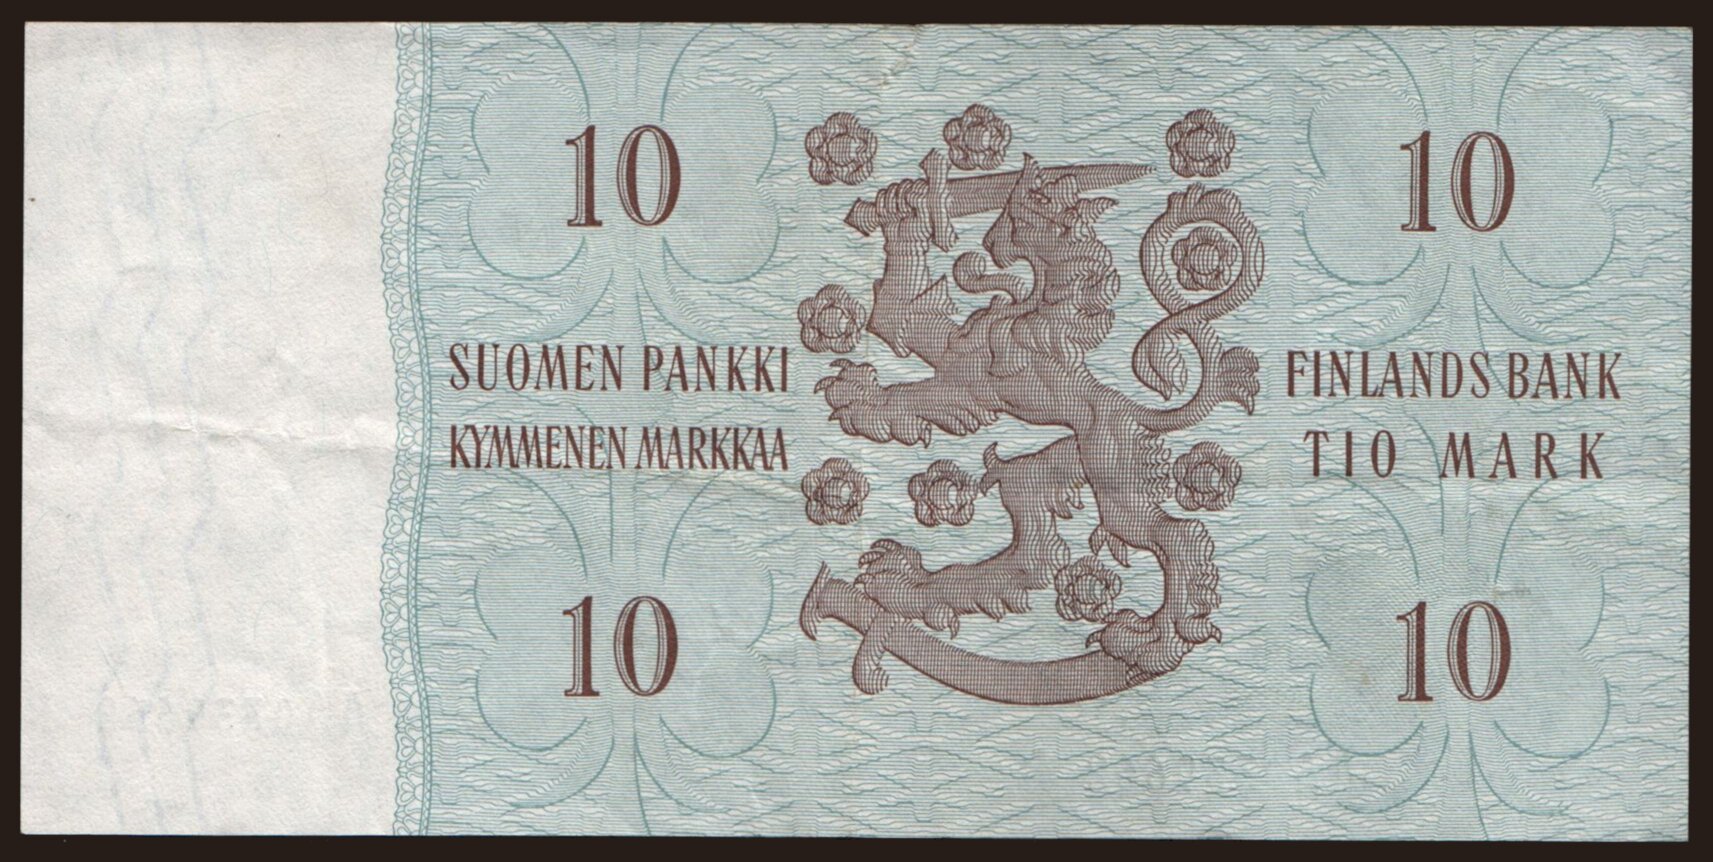 10 10
SUOMEN PANKKI FINLANDS BANK
KYMMENEN MARKKAA TIO MARK
10 10